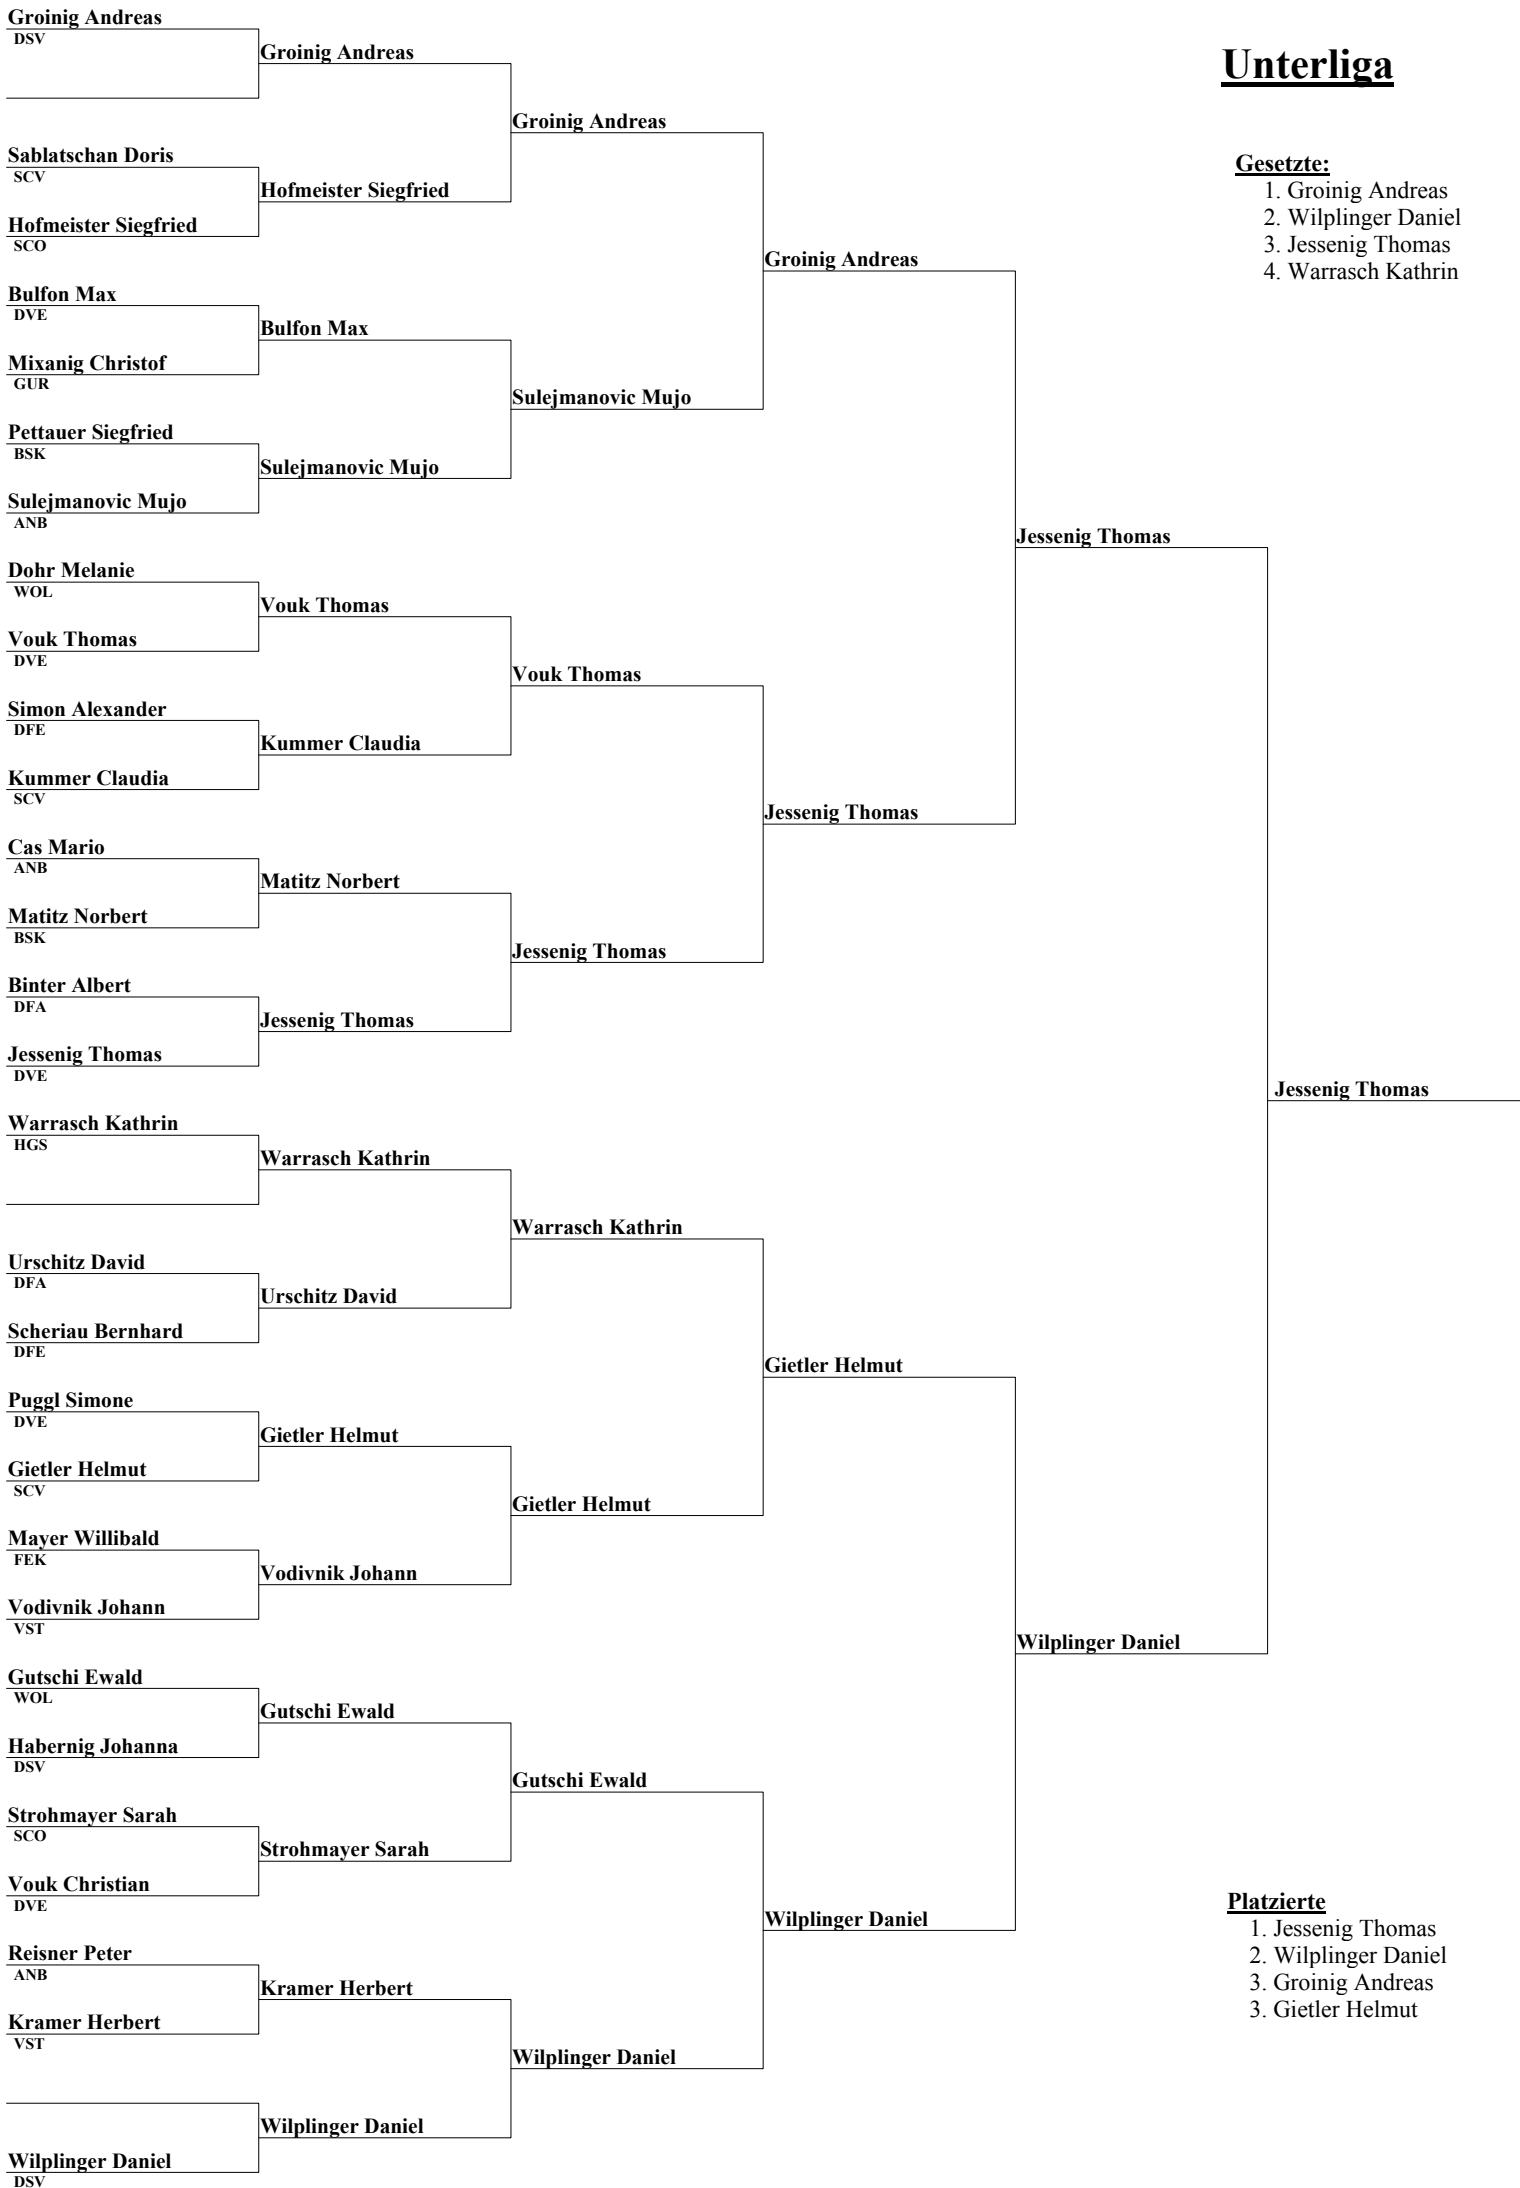 Unterliga
Gesetzte:
1. Groinig Andreas
2. Wilplinger Daniel
3. Jessenig Thomas
4. Warrasch Kathrin
Groinig Andreas
DSV
Sablatschan Doris
SCV
Hofmeister Siegfried
SCO
Bulfon Max
DVE
Mixanig Christof
GUR
Pettauer Siegfried
BSK
Sulejmanovic Mujo
ANB
Dohr Melanie
WOL
Vouk Thomas
DVE
Simon Alexander
DFE
Kummer Claudia
SCV
Cas Mario
ANB
Matitz Norbert
BSK
Binter Albert
DFA
Jessenig Thomas
DVE
Warrasch Kathrin
HGS
Urschitz David
DFA
Scheriau Bernhard
DFE
Puggl Simone
DVE
Gietler Helmut
SCV
Mayer Willibald
FEK
Vodivnik Johann
VST
Gutschi Ewald
WOL
Habernig Johanna
DSV
Strohmayer Sarah
SCO
Vouk Christian
DVE
Reisner Peter
ANB
Kramer Herbert
VST
Wilplinger Daniel
DSV
Groinig Andreas
Hofmeister Siegfried
Bulfon Max
Sulejmanovic Mujo
Vouk Thomas
Kummer Claudia
Matitz Norbert
Jessenig Thomas
Warrasch Kathrin
Urschitz David
Gietler Helmut
Vodivnik Johann
Gutschi Ewald
Strohmayer Sarah
Kramer Herbert
Wilplinger Daniel
Groinig Andreas
Sulejmanovic Mujo
Vouk Thomas
Jessenig Thomas
Warrasch Kathrin
Gietler Helmut
Gutschi Ewald
Wilplinger Daniel
Groinig Andreas
Jessenig Thomas
Gietler Helmut
Wilplinger Daniel
Jessenig Thomas
Wilplinger Daniel
Jessenig Thomas
Platzierte
1. Jessenig Thomas
2. Wilplinger Daniel
3. Groinig Andreas
3. Gietler Helmut